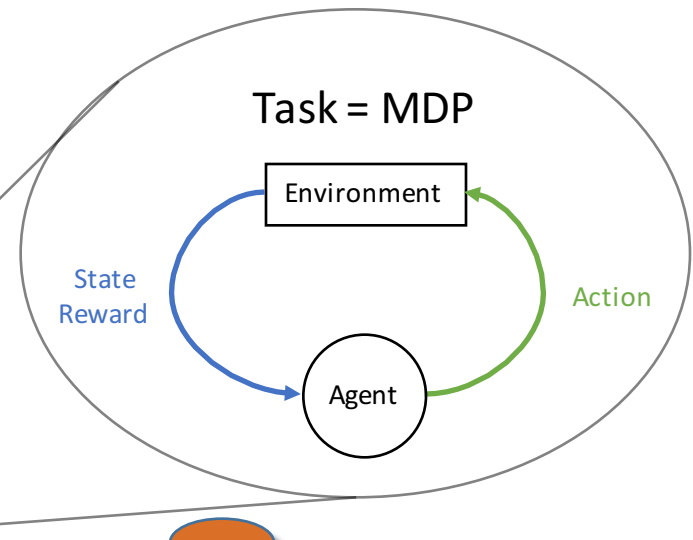 Task = MDP
Environment
State
Reward
Action
Agent